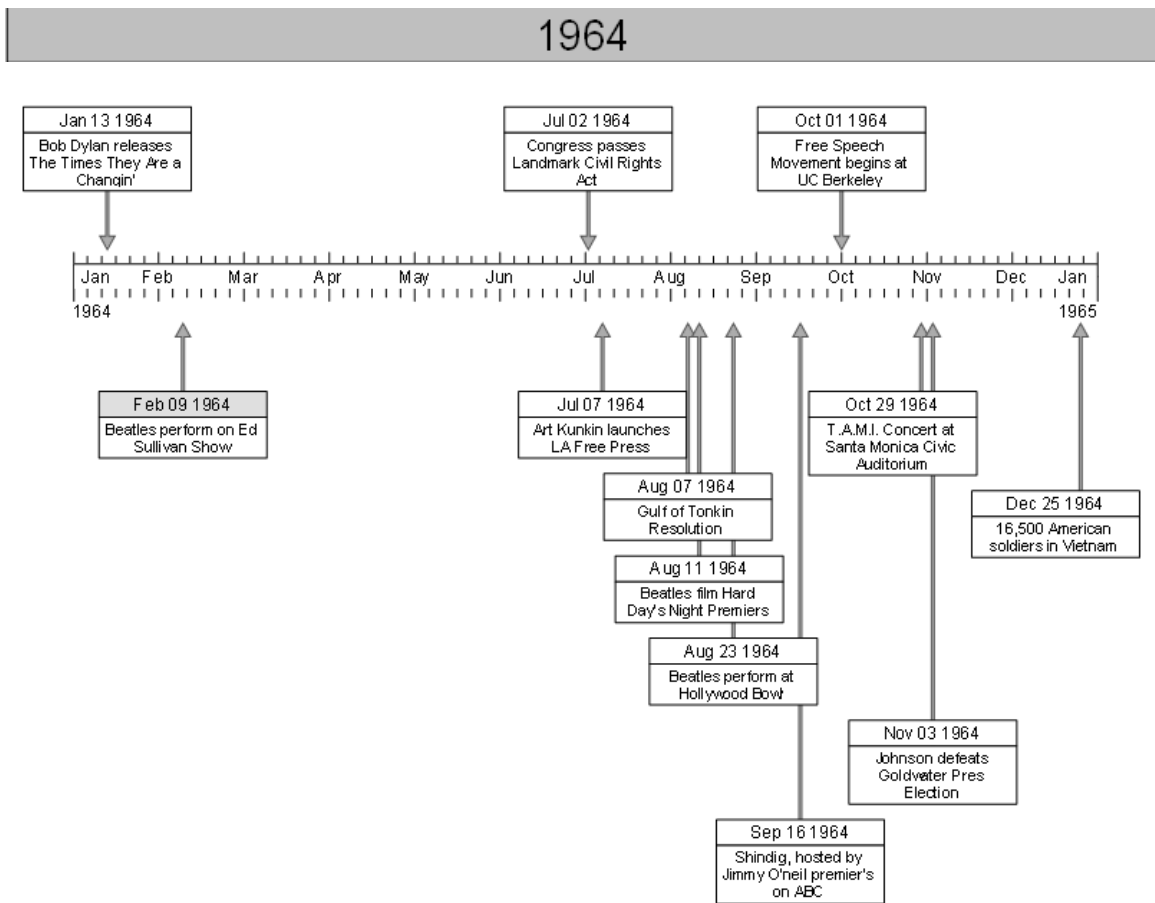 1964
Jan 13 1964
Bob Dylan releases
The Times They Are a
Changin'
Jul 02 1964
Congress passes
Landmark Civil Rights
Act
Oct 01 1964
Free Speech
Movement begins at
UC Berkeley
Jan Feb Mar Apr May Jun Jul Aug Sep Oct Nov Dec Jan
1964 1965
Feb 09 1964
Beatles perform on Ed
Sullivan Show
Jul 07 1964
Art Kunkin launches
LA Free Press
Oct 29 1964
T.A.M.I. Concert at
Santa Monica Civic
Auditorium
Aug 07 1964
Gulf of Tonkin
Resolution
Dec 25 1964
16,500 American
soldiers in Vietnam
Aug 11 1964
Beatles film Hard
Day's Night Premiers
Aug 23 1964
Beatles perform at
Hollywood Bowl
Nov 03 1964
Johnson defeats
Goldwater Pres
Election
Sep 16 1964
Shindig, hosted by
Jimmy O'neil premier's
on ABC